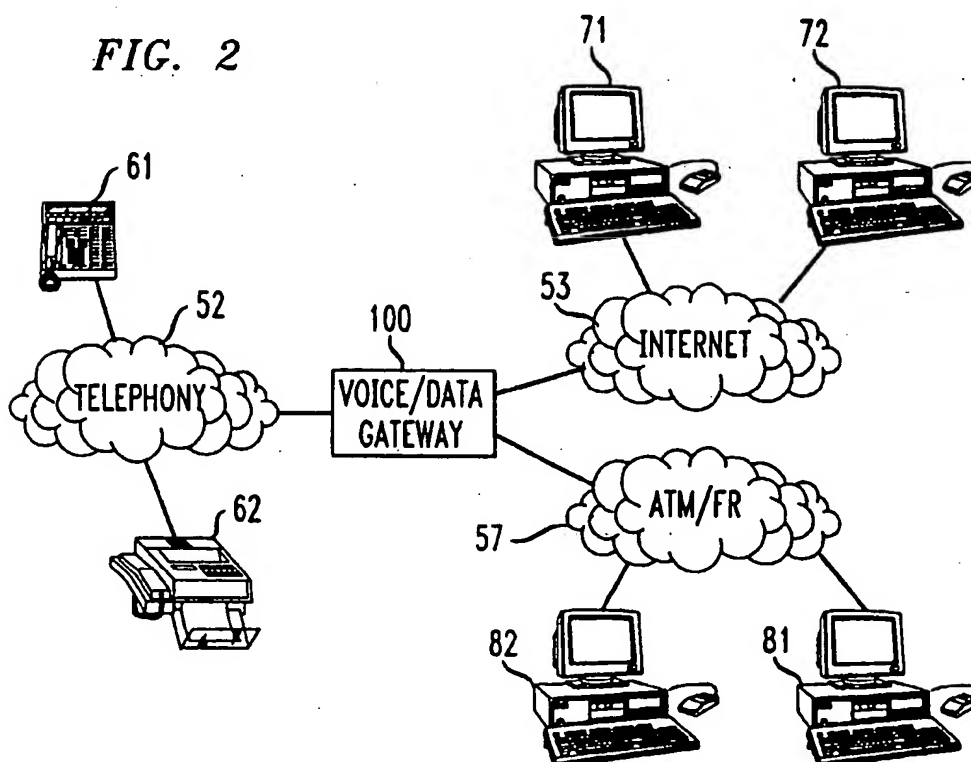 FIG. 2
71
72
61
52
53
100
INTERNET
TELEPHONY
VOICE/DATA
GATEWAY
62
57
ATM/FR
82
81